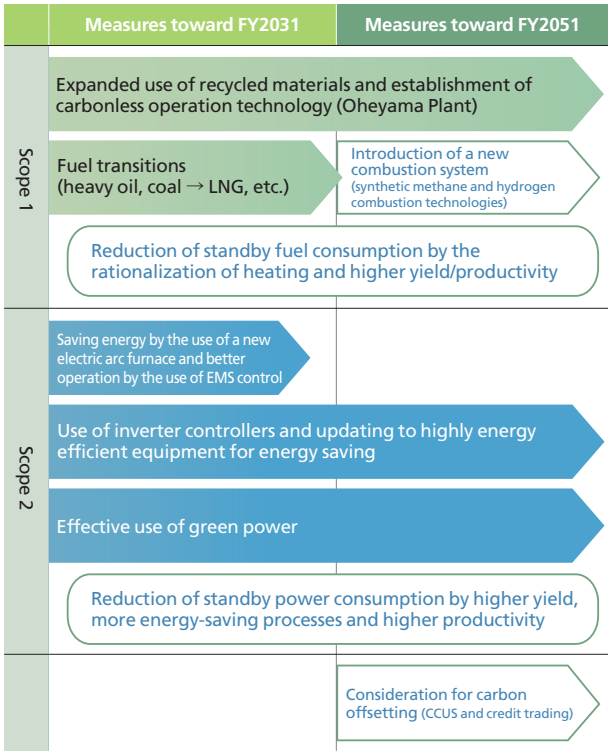 Measures toward FY2031
Measures toward FY2051
Scope 1
Expanded use of recycled materials and establishment of
carbonless operation technology (Oheyama Plant)
Fuel transitions
(heavy oil, coal → LNG, etc.)
Introduction of a new
combustion system
(synthetic methane and hydrogen
combustion technologies)
Reduction of standby fuel consumption by the
rationalization of heating and higher yield/productivity
Scope 2
Saving energy by the use of a new
electric arc furnace and better
operation by the use of EMS control
Use of inverter controllers and updating to highly energy
efficient equipment for energy saving
Effective use of green power
Reduction of standby power consumption by higher yield,
more energy-saving processes and higher productivity
Consideration for carbon
offsetting (CCUS and credit trading)